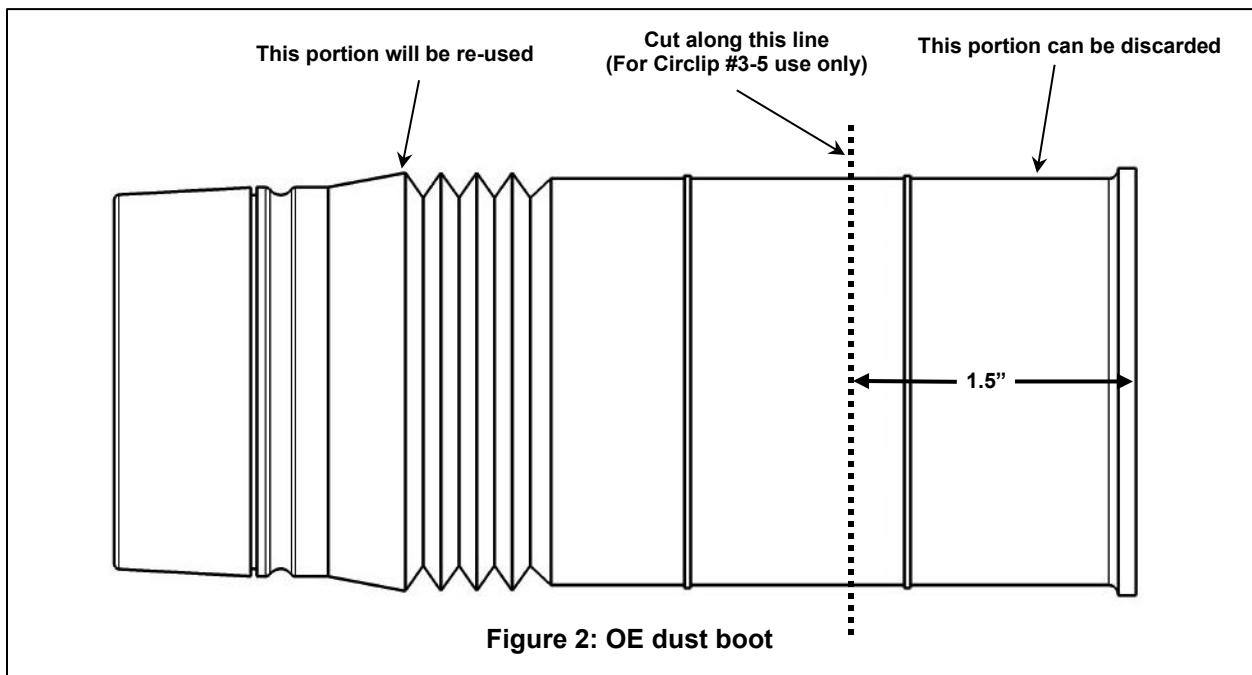 This portion will be re-used
Cut along this line
(For Circlip #3-5 use only)
This portion can be discarded
1.5”
Figure 2: OE dust boot